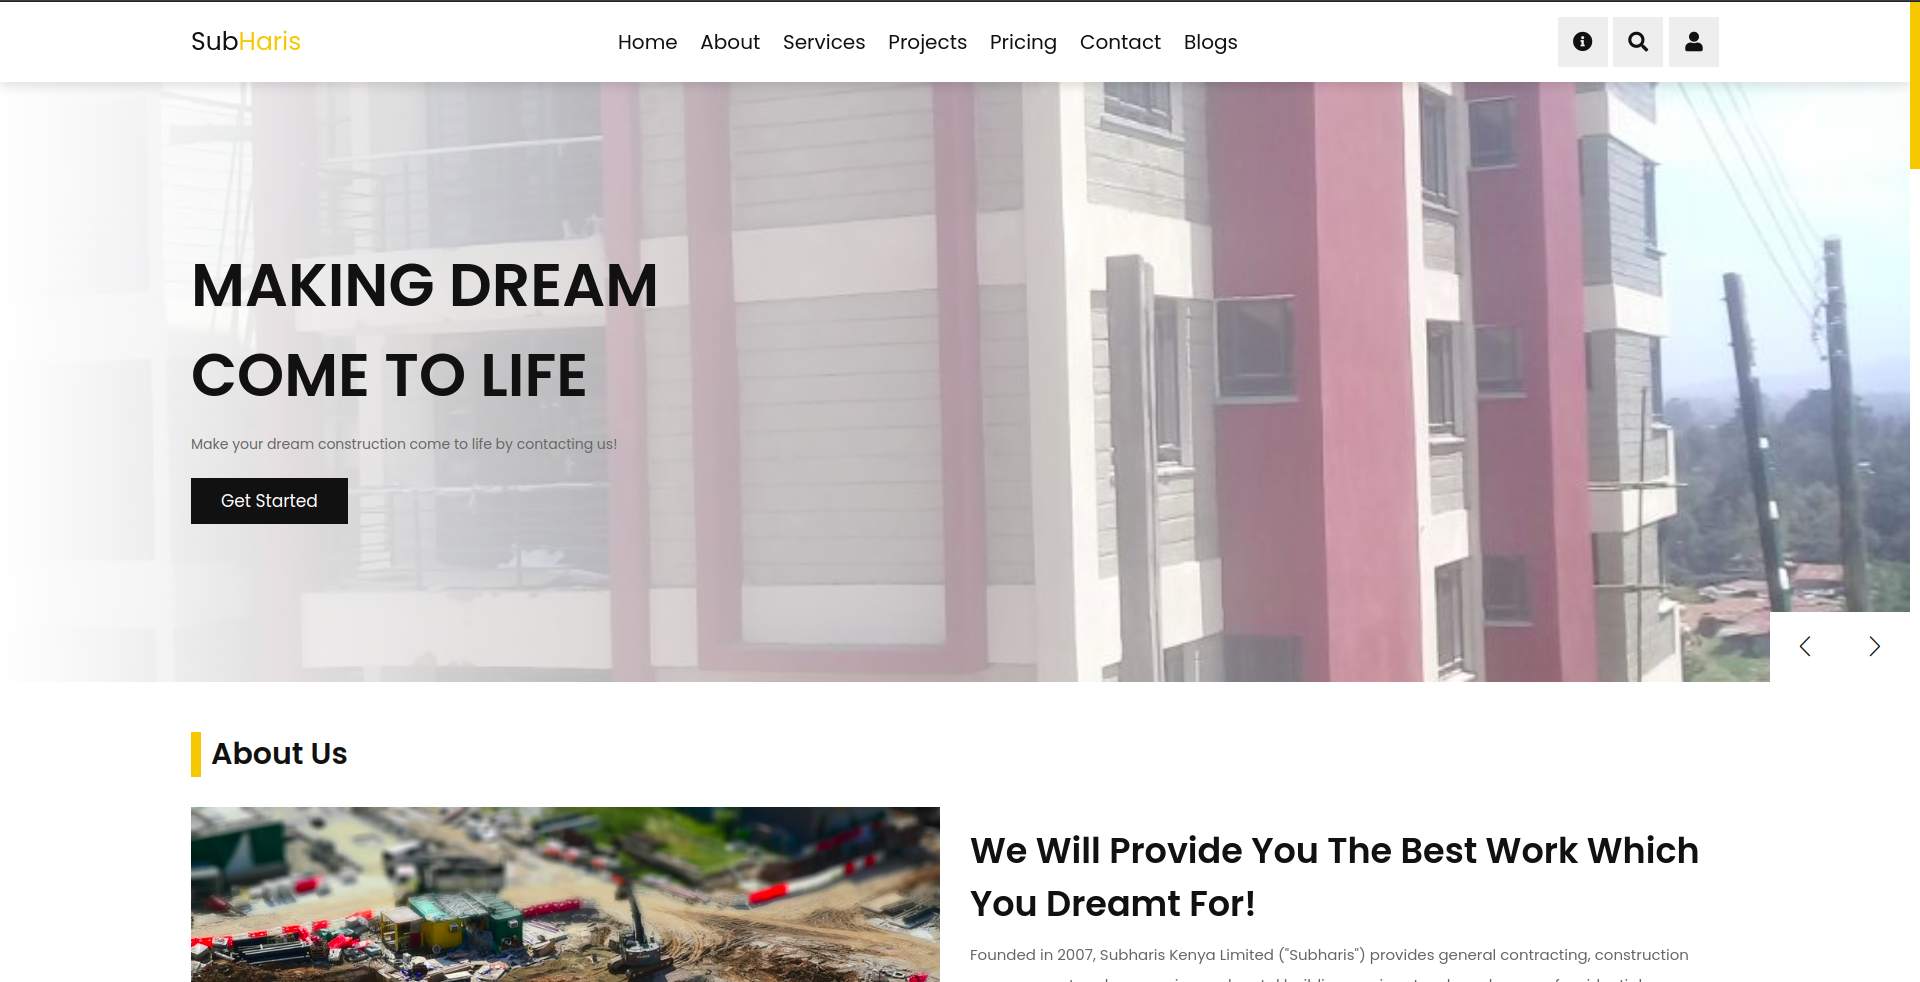 SubHaris
Home About Services Projects Pricing Contact Blogs
MAKING DREAM
COME TO LIFE
Make your dream construction come to life by contacting us!
Get Started
About Us
We Will Provide You The Best Work Which
You Dreamt For!
Founded in 2007, Subharis Kenya Limited ("Subharis") provides general contracting, construction